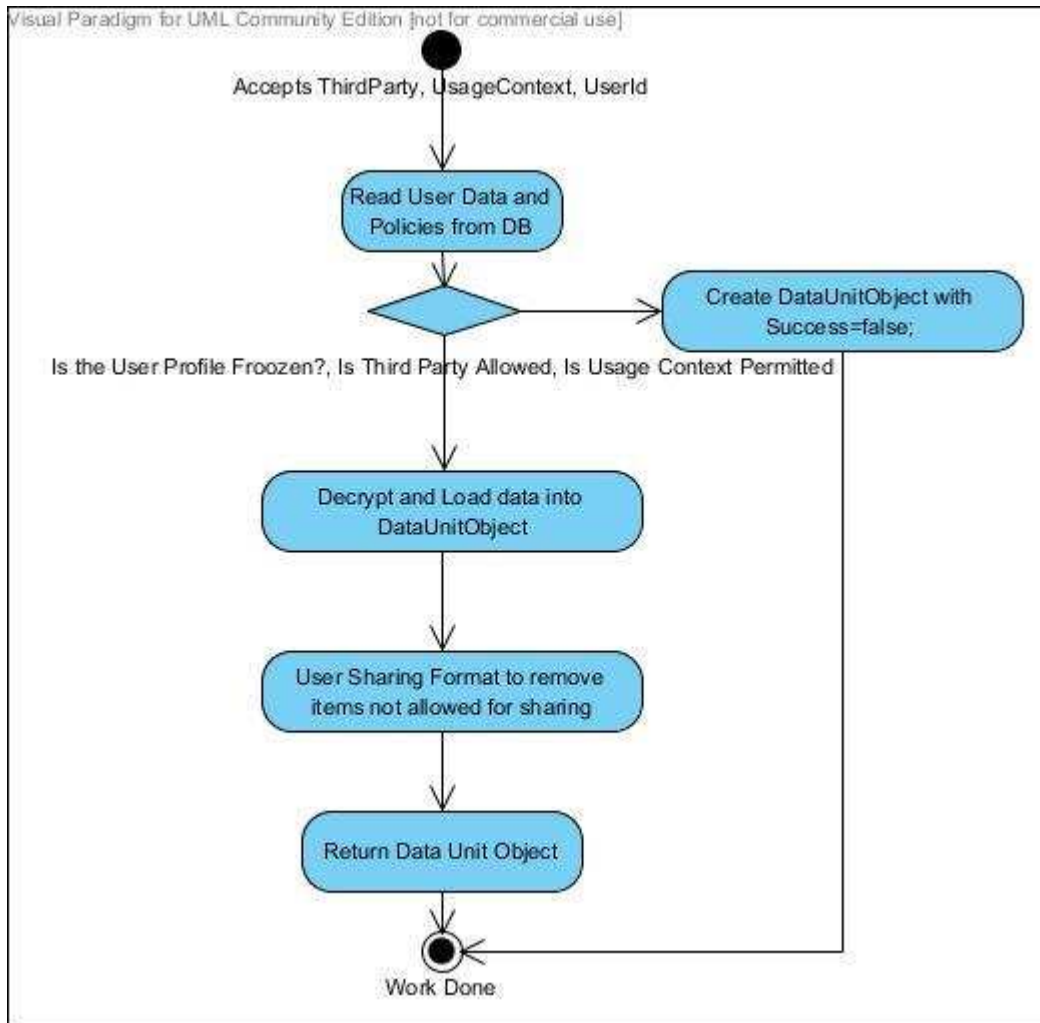 Visual Paradigm for UML Community Edition [not for commercial use]
Accepts ThirdParty, UsageContext, UserId
Read User Data and
Policies from DB
Create DataUnitObject with
Success=false;
Is the User Profile Froozen?, Is Third Party Allowed, Is Usage Context Permitted
Decrypt and Load data into
DataUnitObject
User Sharing Format to remove
items not allowed for sharing
Return Data Unit Object
Work Done